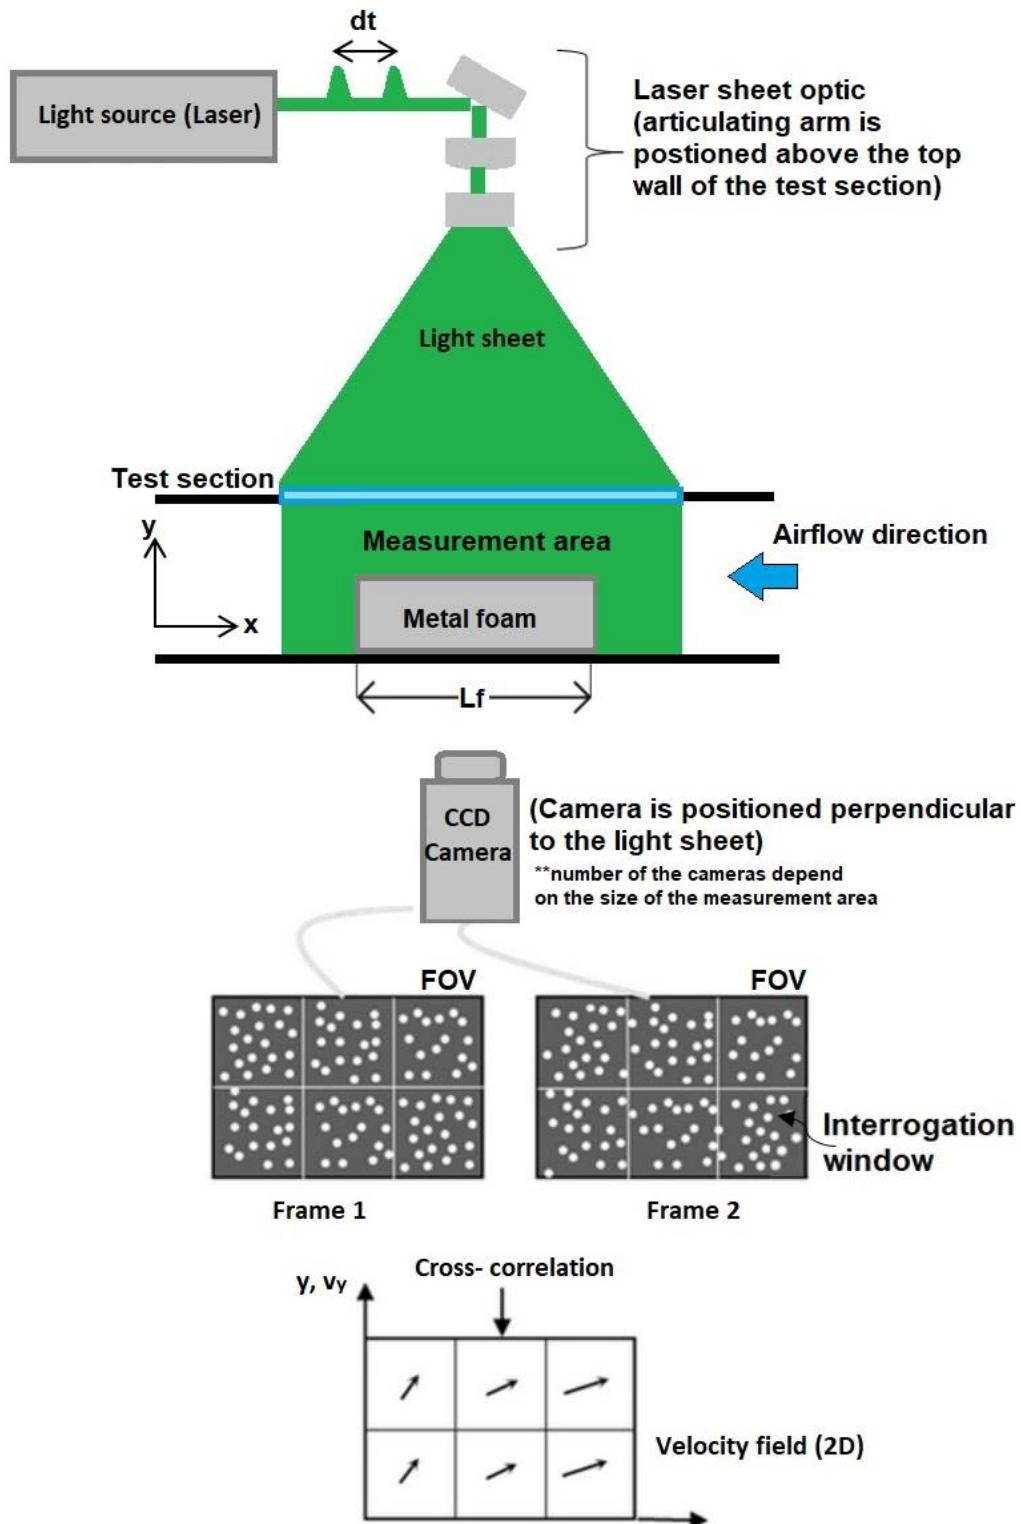 dt
Light source (Laser)
Laser sheet optic
(articulating arm is
postioned above the top
wall of the test section)
Light sheet
Test section
y
x
Measurement area
Airflow direction
Metal foam
Lf
CCD
Camera
(Camera is positioned perpendicular
to the light sheet)
**number of the cameras depend
on the size of the measurement area
FOV
FOV
Interrogation
window
Frame 1
Frame 2
Cross- correlation
y, vy
Velocity field (2D)